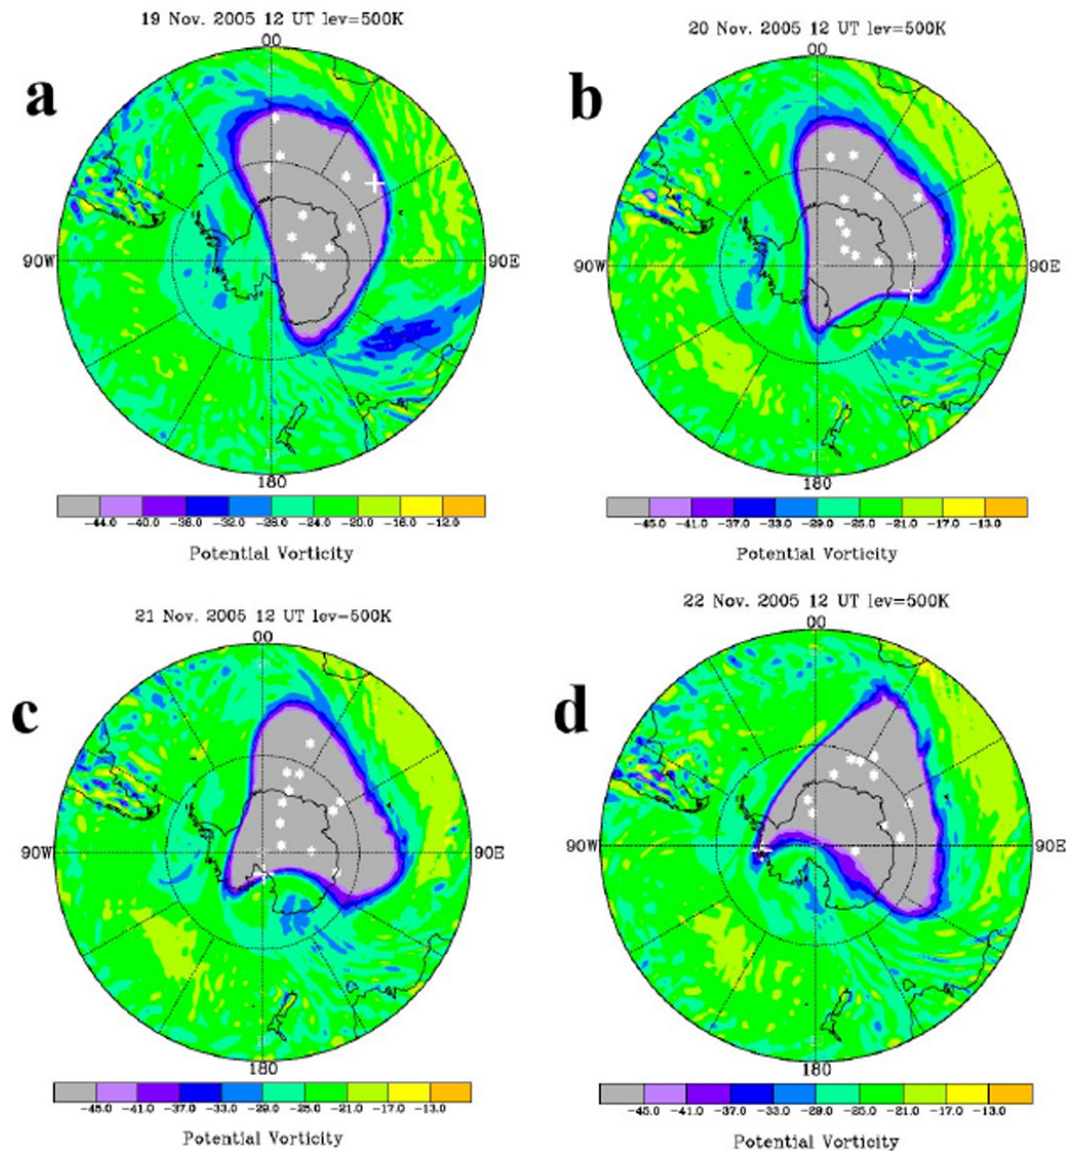 19 Nov. 2005 12 UT lev=500K
00
a
90W
90E
180
-44.0 -40.0 -36.0 -32.0 -28.0 -24.0 -20.0 -16.0 -12.0
Potential Vorticity
20 Nov. 2005 12 UT lev=500K
00
b
90W
90E
180
-45.0 -41.0 -37.0 -33.0 -29.0 -25.0 -21.0 -17.0 -13.0
Potential Vorticity
21 Nov. 2005 12 UT lev=500K
00
c
90W
90E
180
-45.0 -41.0 -37.0 -33.0 -29.0 -25.0 -21.0 -17.0 -13.0
Potential Vorticity
22 Nov. 2005 12 UT lev=500K
00
d
90W
90E
180
-45.0 -41.0 -37.0 -33.0 -29.0 -25.0 -21.0 -17.0 -13.0
Potential Vorticity